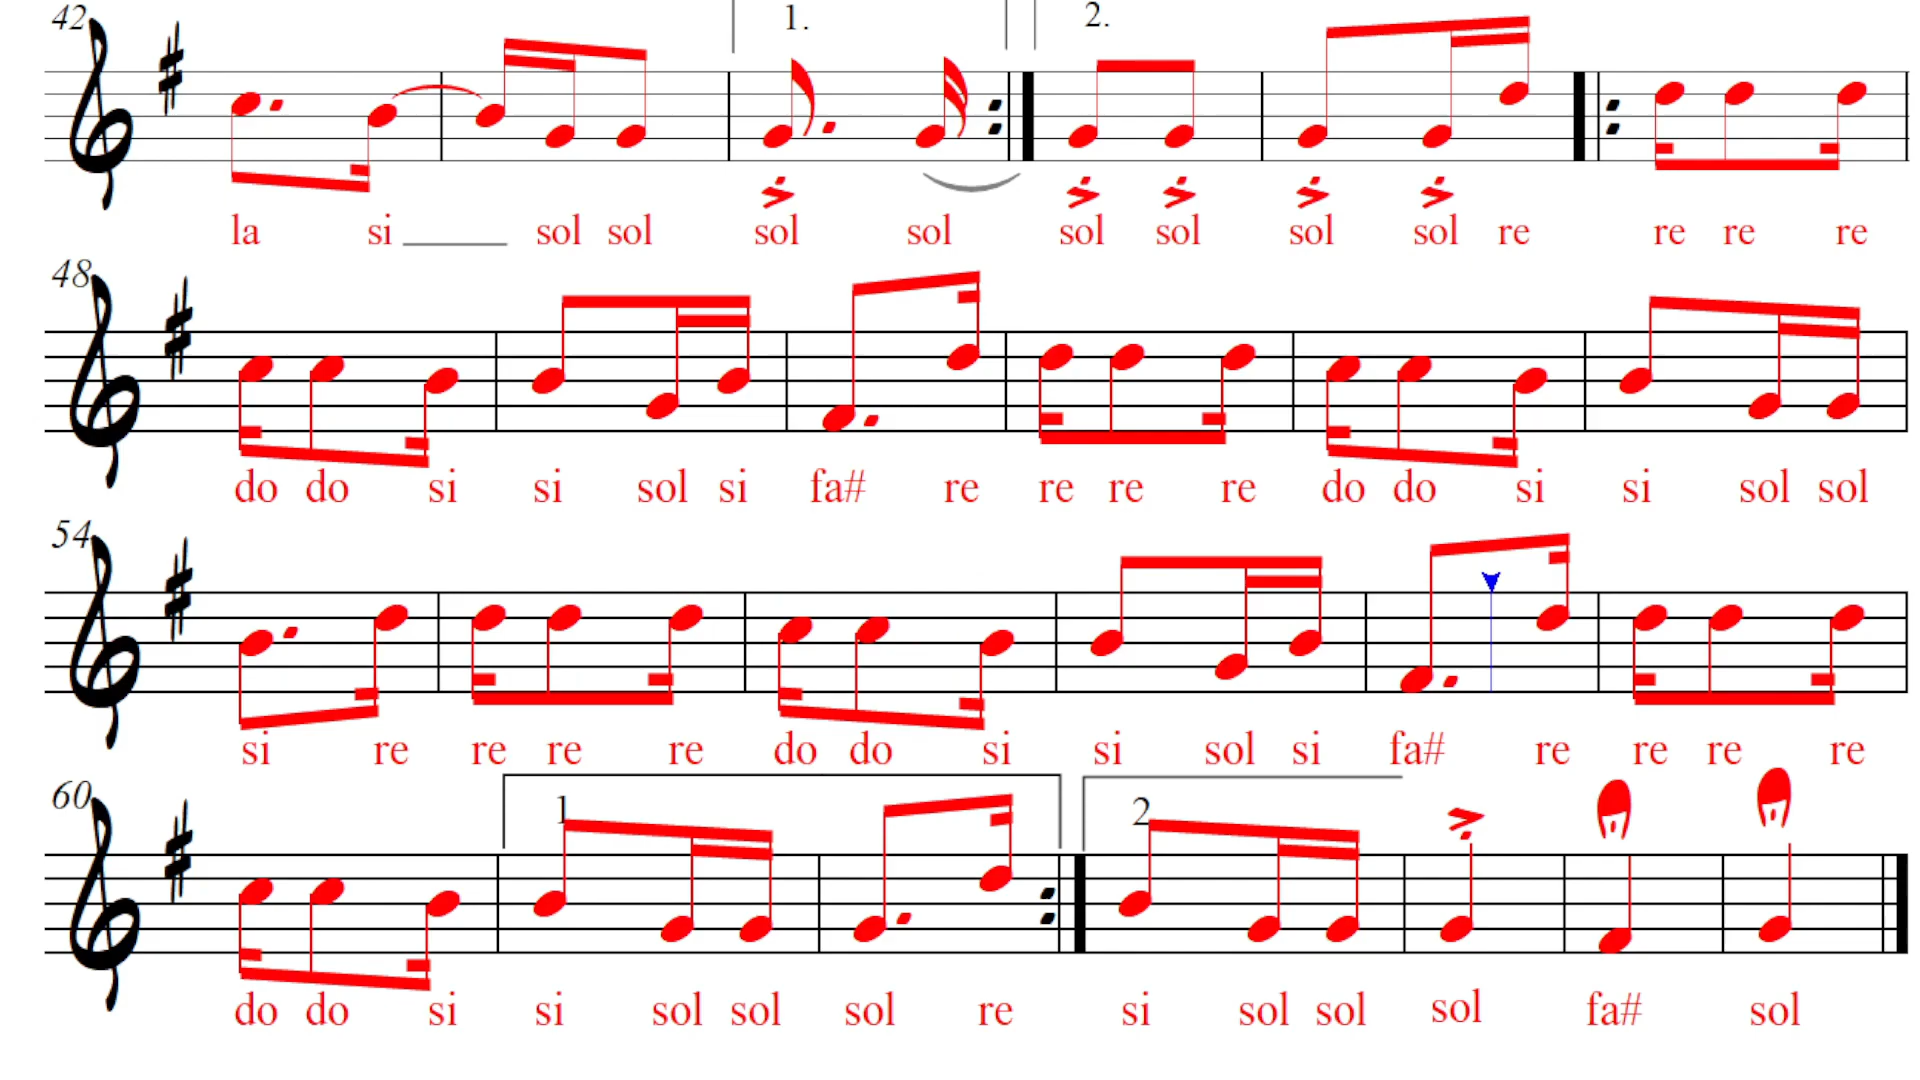 42 1. 2.
la si ______ sol sol sol sol sol sol sol sol re re re re
48
do do si si sol si fa# re re re re do do si si sol sol
54
si re re re re do do si si sol si fa# re re re re
60 1 2
do do si si sol sol sol re si sol sol sol fa# sol